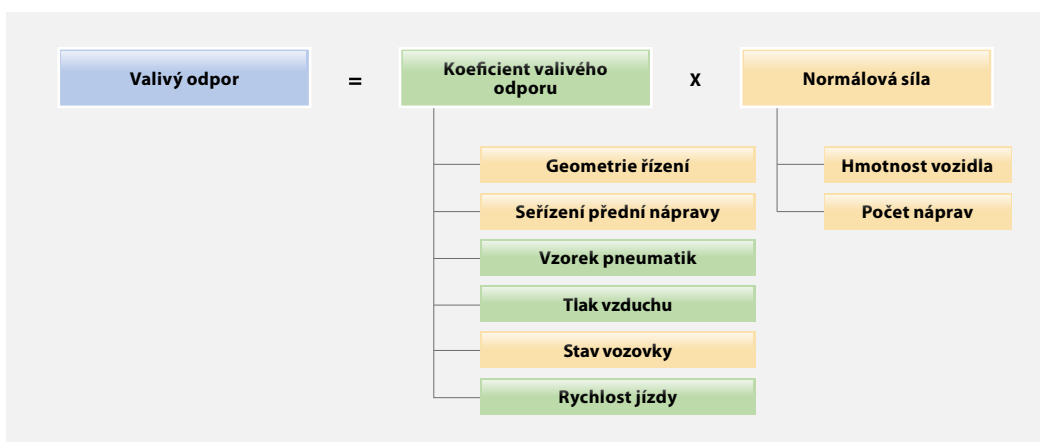 Valivý odpor
=
Koeficient valivého
odporu
x
Normálová síla
Geometrie řízení
Seřízení přední nápravy
Vzorek pneumatik
Tlak vzduchu
Stav vozovky
Rychlost jízdy
Hmotnost vozidla
Počet náprav